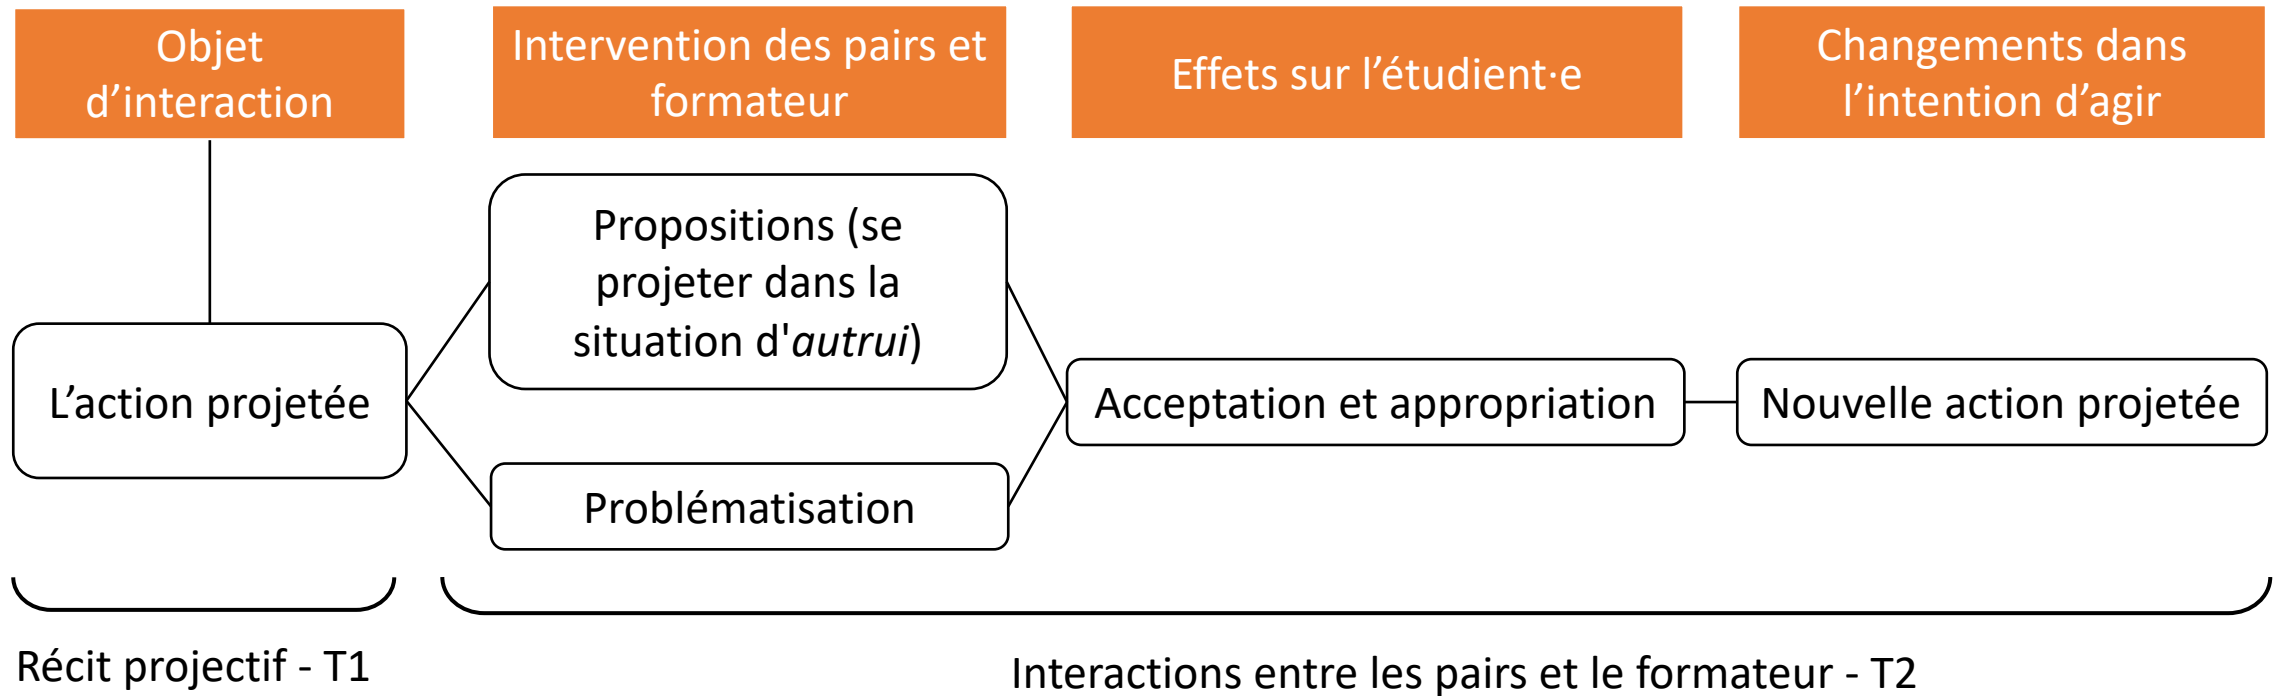 Objet
d’interaction
Intervention des pairs et
formateur
Effets sur l’étudiant·e
Changements dans
l’intention d’agir
Propositions (se
projeter dans la
situation d'autrui)
L’action projetée
Acceptation et appropriation
Nouvelle action projetée
Problématisation
Récit projectif - T1
Interactions entre les pairs et le formateur - T2